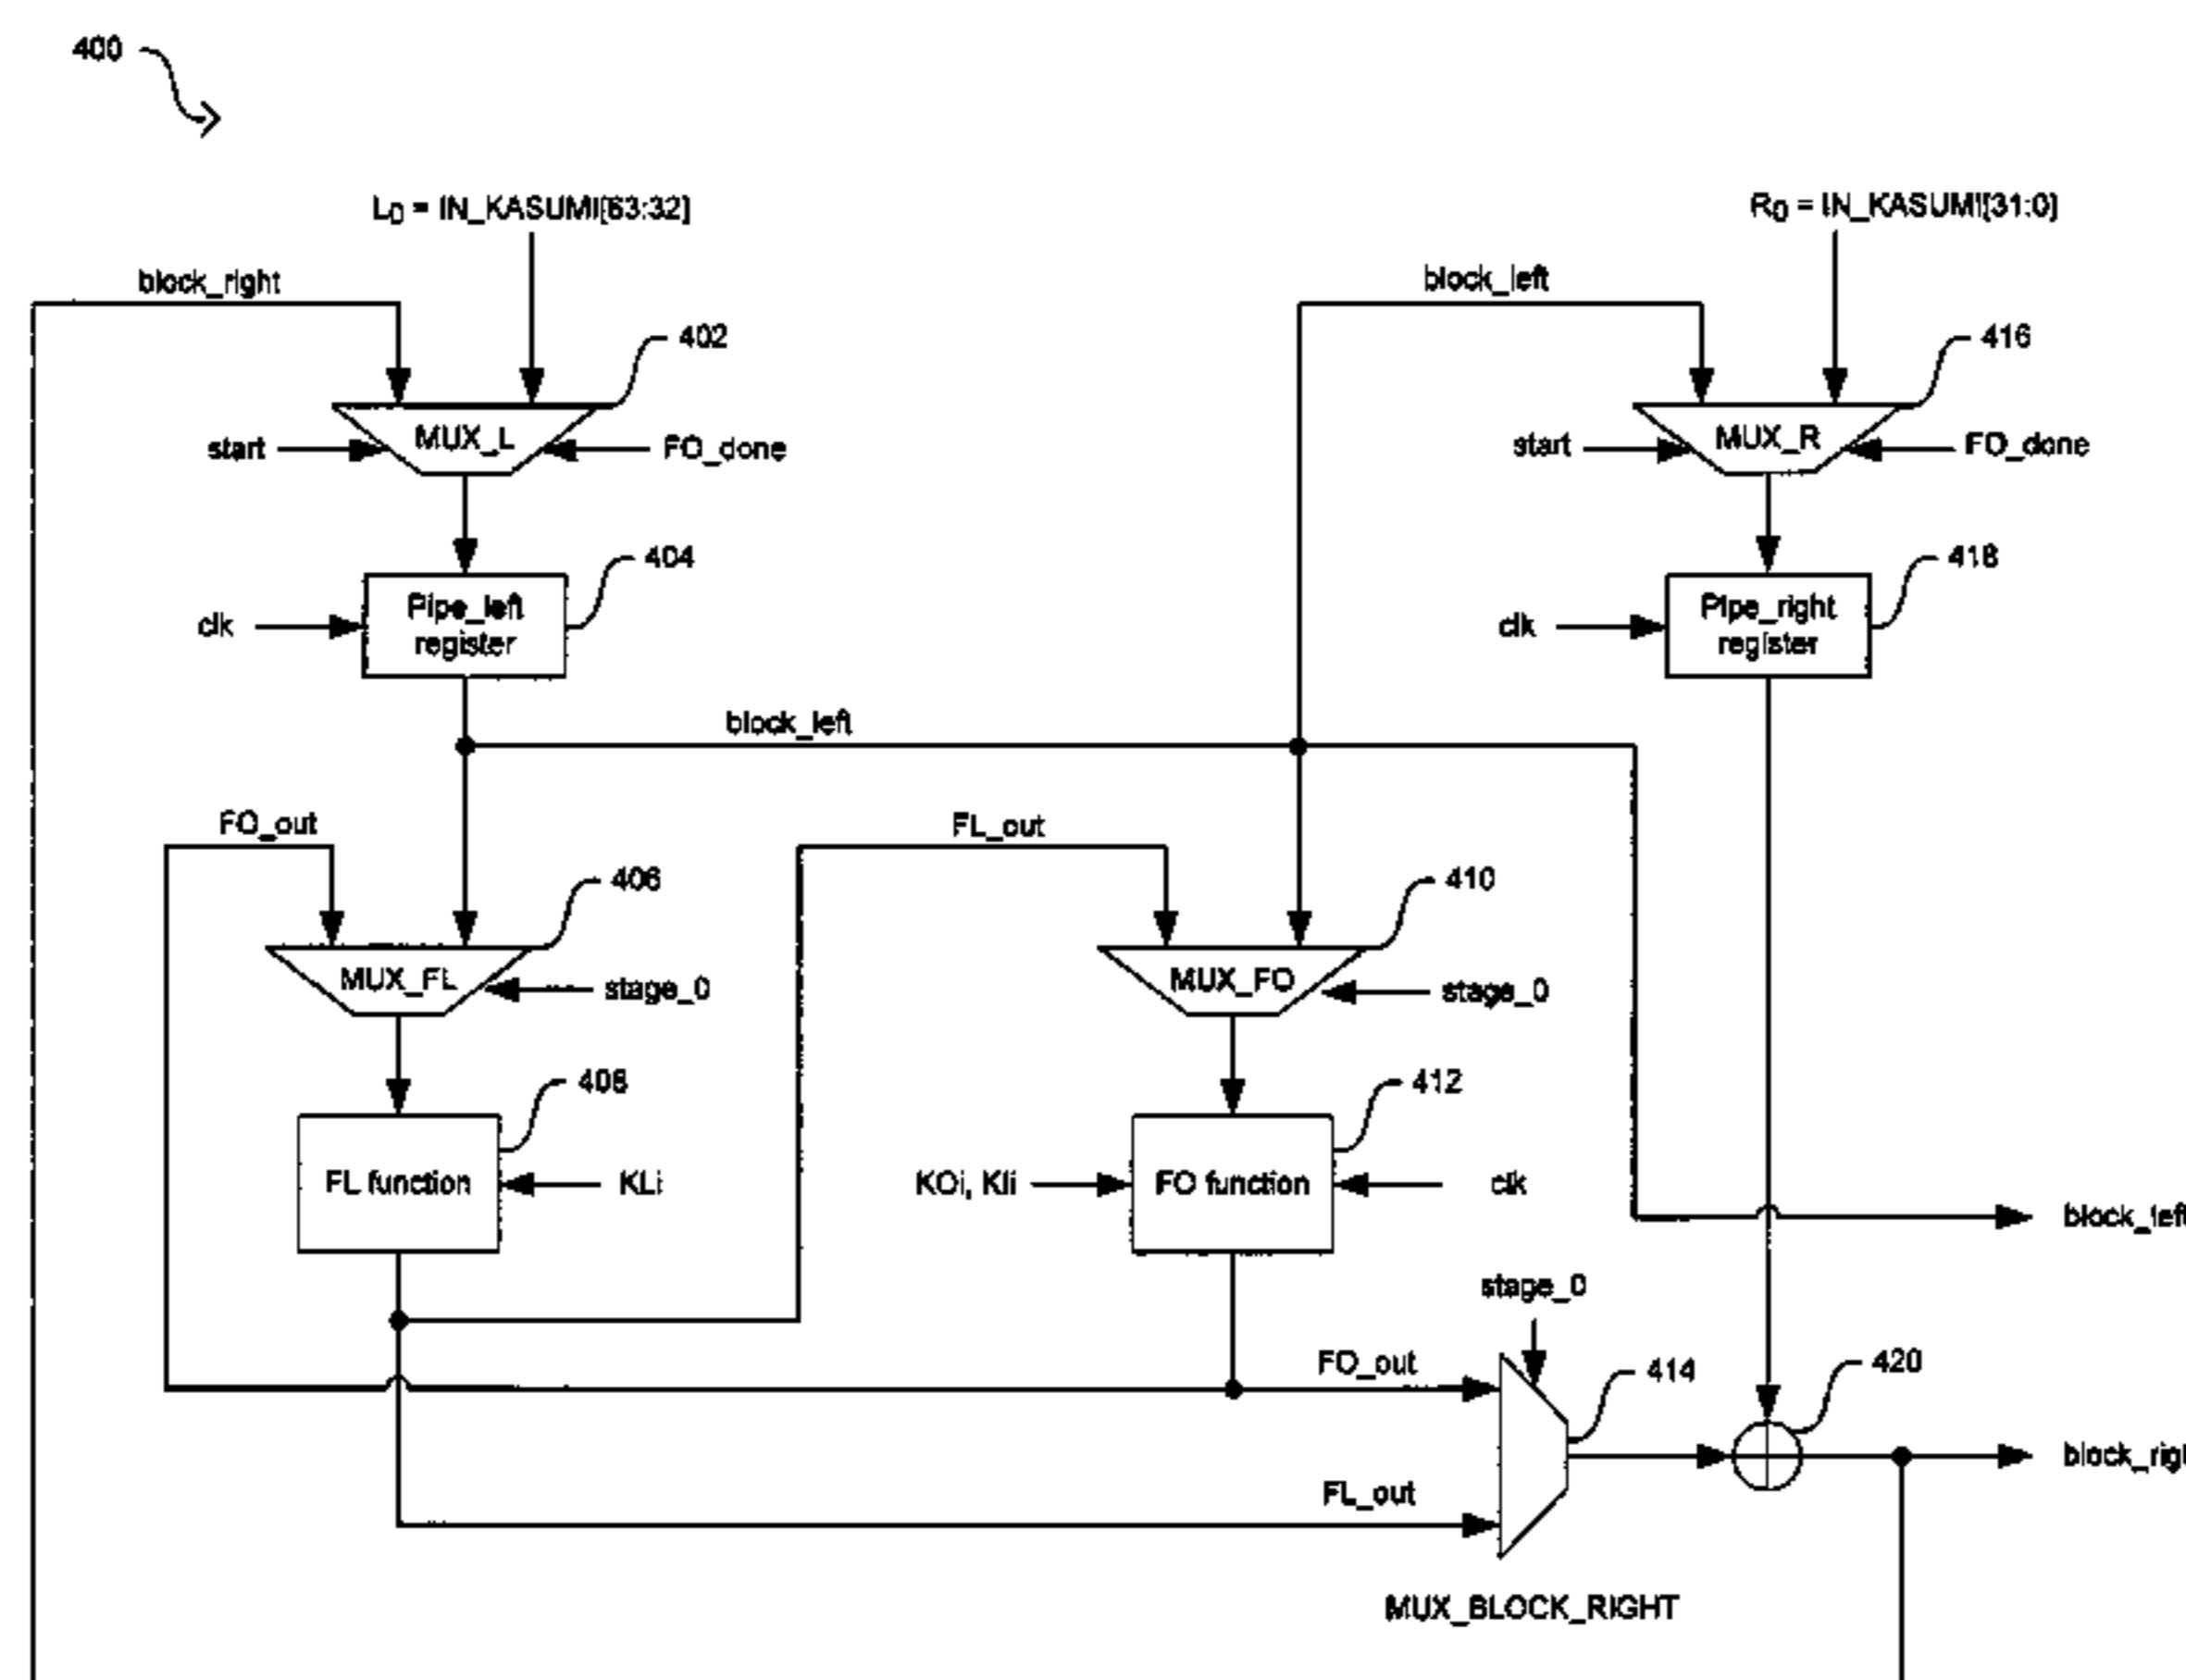 400
L0 = IN_KASUMI[63:32]
R0 = IN_KASUMI[31:0]
block_right
block_left
402
416
start
MUX_L
FO_done
start
MUX_R
FO_done
404
418
clk
Pipe_left
register
clk
Pipe_right
register
block_left
FO_out
FL_out
406
410
MUX_FL
stage_0
MUX_FO
stage_0
408
412
FL function
KLi
KOi, KIi
FO function
clk
block_left
stage_0
FO_out
414
420
block_righ
FL_out
MUX_BLOCK_RIGHT